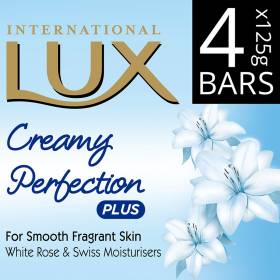 INTERNATIONAL
LUX
4
x125g
BARS
Creamy
Perfection
PLUS
For Smooth Fragrant Skin
White Rose & Swiss Moisturisers